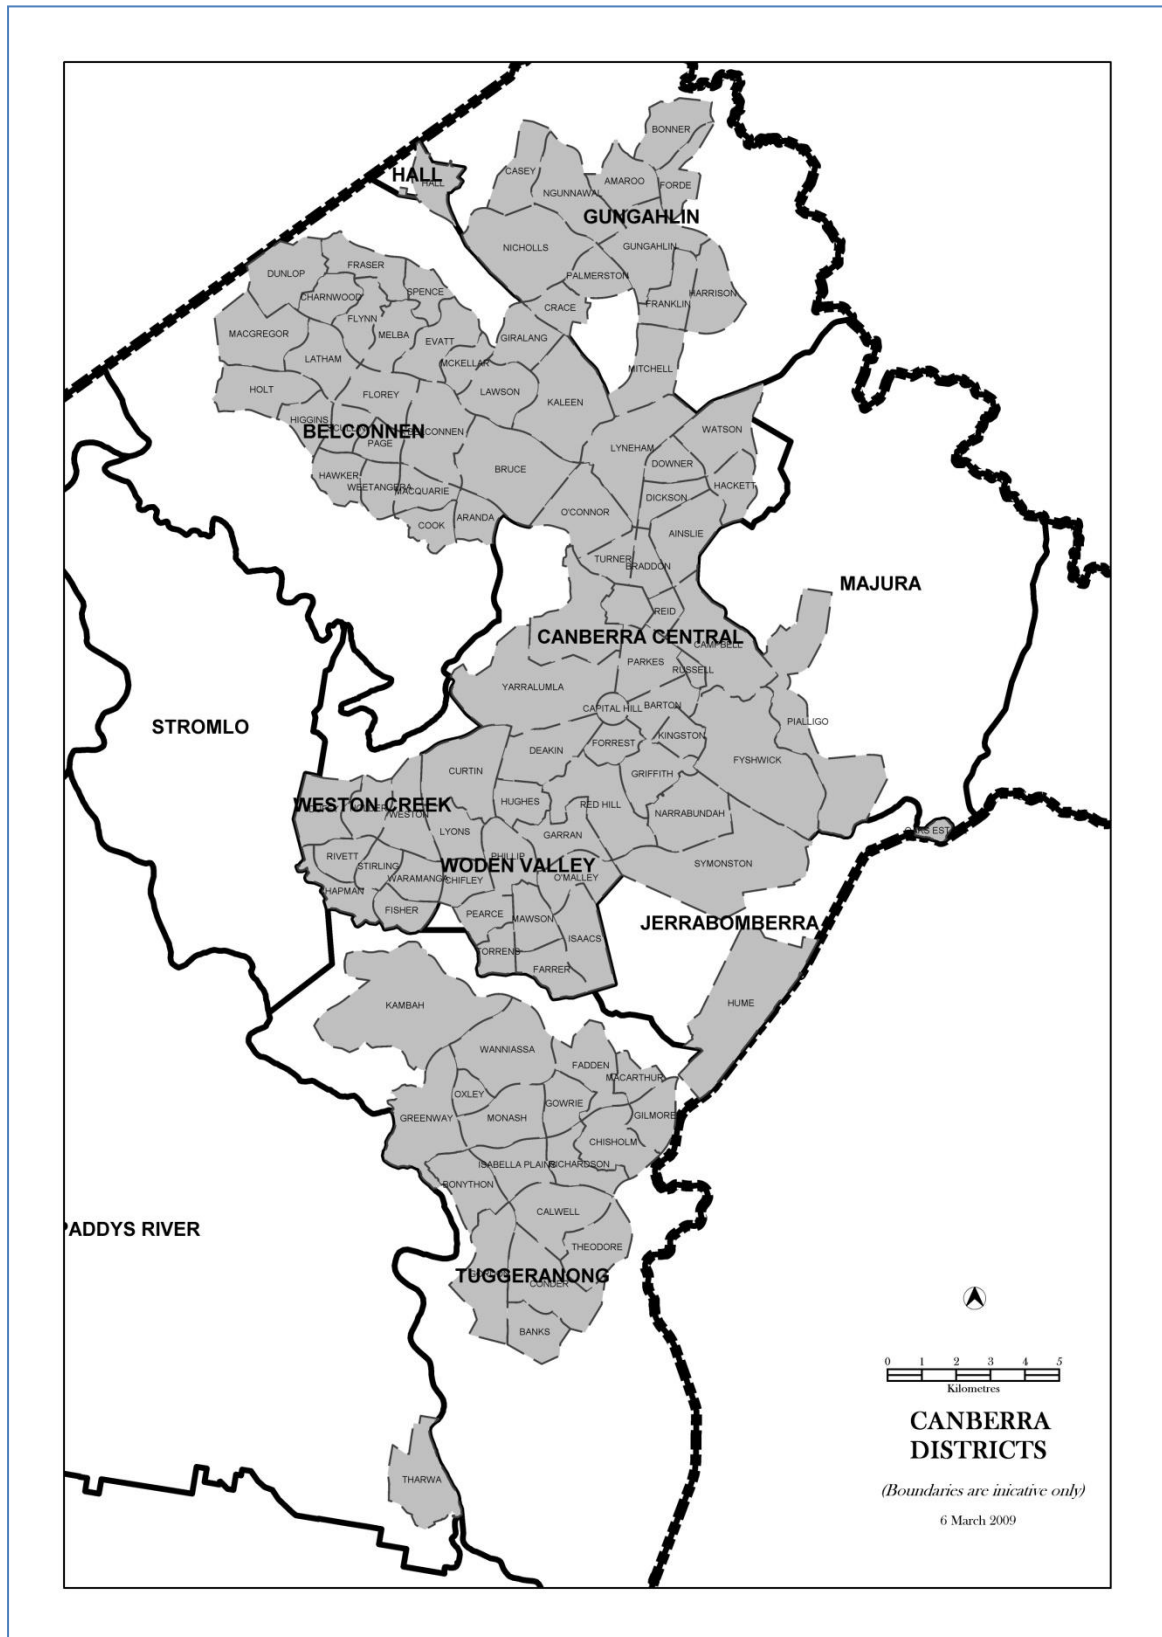 BONNER
CASEY
HALL
HALL
AMAROO
FORDE
NGUNNAWAL
GUNGAHLIN
NICHOLLS
GUNGAHLIN
FRASER
DUNLOP
PALMERSTON
SPENCE
CHARNWOOD
HARRISON
FRANKLIN
CRACE
FLYNN
MACGREGOR
MELBA
EVATT
GIRALANG
LATHAM
MCKELLAR
MITCHELL
HOLT
FLOREY
LAWSON
KALEEN
HIGGINS
BELCONNEN
BELCONNEN
WATSON
PAGE
LYNEHAM
DOWNER
BRUCE
HAWKER
WEETANGERA
MACQUARIE
HACKETT
DICKSON
O'CONNOR
ARANDA
COOK
AINSLIE
TURNER
BRADDON
MAJURA
REID
CANBERRA CENTRAL
CAMPBELL
PARKES
RUSSELL
YARRALUMLA
CAPITAL HILL
BARTON
PIALLIGO
STROMLO
KINGSTON
FORREST
DEAKIN
FYSHWICK
CURTIN
GRIFFITH
WESTON CREEK
HUGHES
RED HILL
WESTON
NARRABUNDAH
LYONS
GARRAN
OAKS EST
RIVETT
PHILLIP
WODEN VALLEY
STIRLING
SYMONSTON
WARAMANGA
CHIFLEY
O'MALLEY
HAPMAN
FISHER
PEARCE
MAWSON
JERRABOMBERRA
ISAACS
TORRENS
FARRER
KAMBAH
HUME
WANNIASSA
FADDEN
MACARTHUR
OXLEY
GOWRIE
GREENWAY
MONASH
GILMORE
CHISHOLM
ISABELLA PLAINS
RICHARDSON
BONYTHON
CALWELL
PADDYS RIVER
THEODORE
TUGGERANONG
CONDER
BANKS
0 1 2 3 4 5
Kilometres
CANBERRA
DISTRICTS
(Boundaries are inicative only)
6 March 2009
THARWA